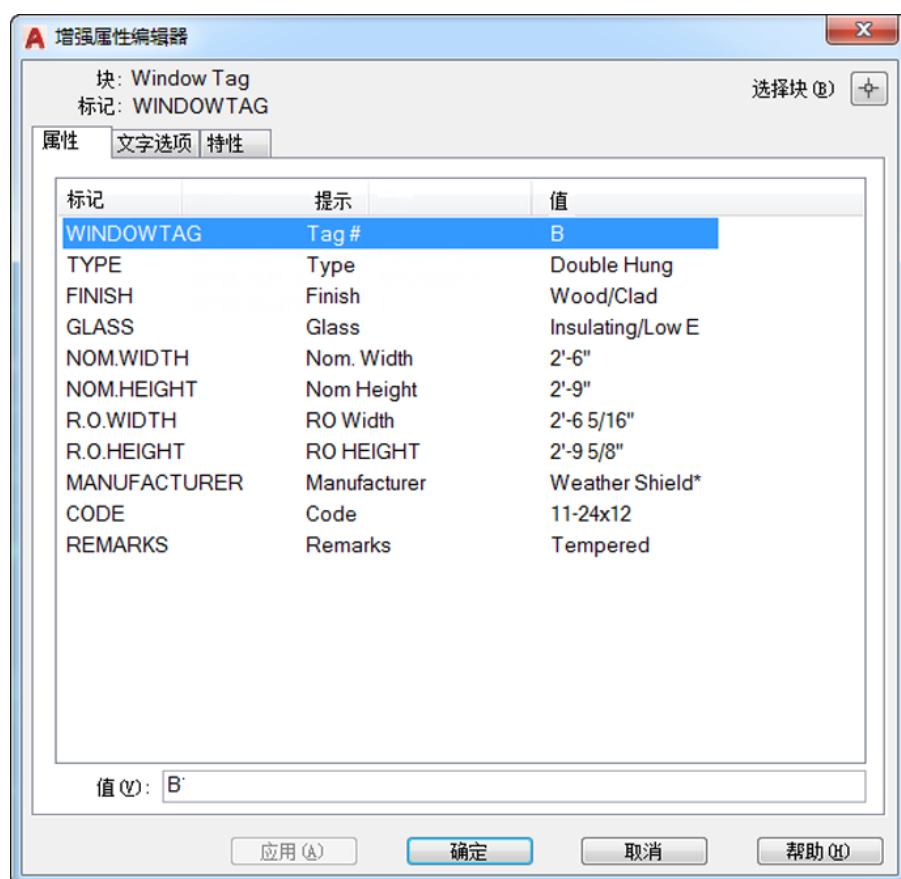 增强属性编辑器
块: Window Tag
标记: WINDOWTAG
选择块(B)
属性 文字选项 特性
标记 提示 值
WINDOWTAG Tag # B
TYPE Type Double Hung
FINISH Finish Wood/Clad
GLASS Glass Insulating/Low E
NOM.WIDTH Nom. Width 2'-6"
NOM.HEIGHT Nom Height 2'-9"
R.O.WIDTH RO Width 2'-6 5/16"
R.O.HEIGHT RO HEIGHT 2'-9 5/8"
MANUFACTURER Manufacturer Weather Shield*
CODE Code 11-24x12
REMARKS Remarks Tempered
值(V): B
应用(A) 确定 取消 帮助(H)